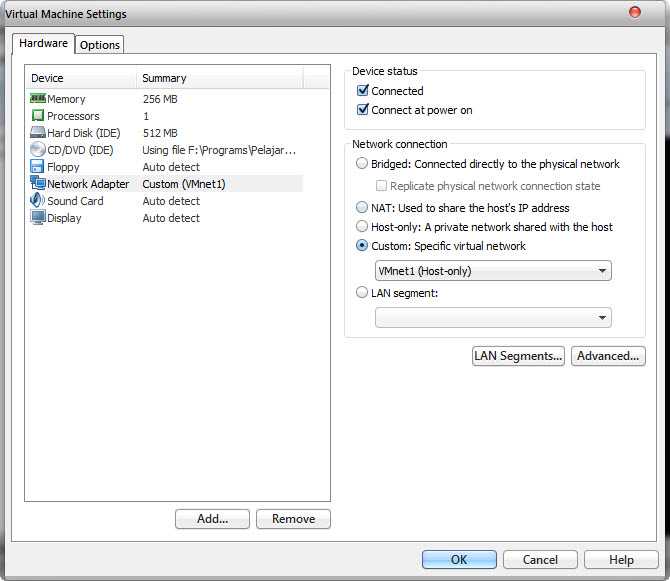 Virtual Machine Settings
Hardware
Options
Device Summary
Memory 256 MB
Processors 1
Hard Disk (IDE) 512 MB
CD/DVD (IDE) Using file F:\Programs\Pelajar...
Floppy Auto detect
Network Adapter Custom (VMnet1)
Sound Card Auto detect
Display Auto detect
Add...
Remove
Device status
Connected
Connect at power on
Network connection
Bridged: Connected directly to the physical network
Replicate physical network connection state
NAT: Used to share the host's IP address
Host-only: A private network shared with the host
Custom: Specific virtual network
VMnet1 (Host-only)
LAN segment:
LAN Segments...
Advanced...
OK
Cancel
Help